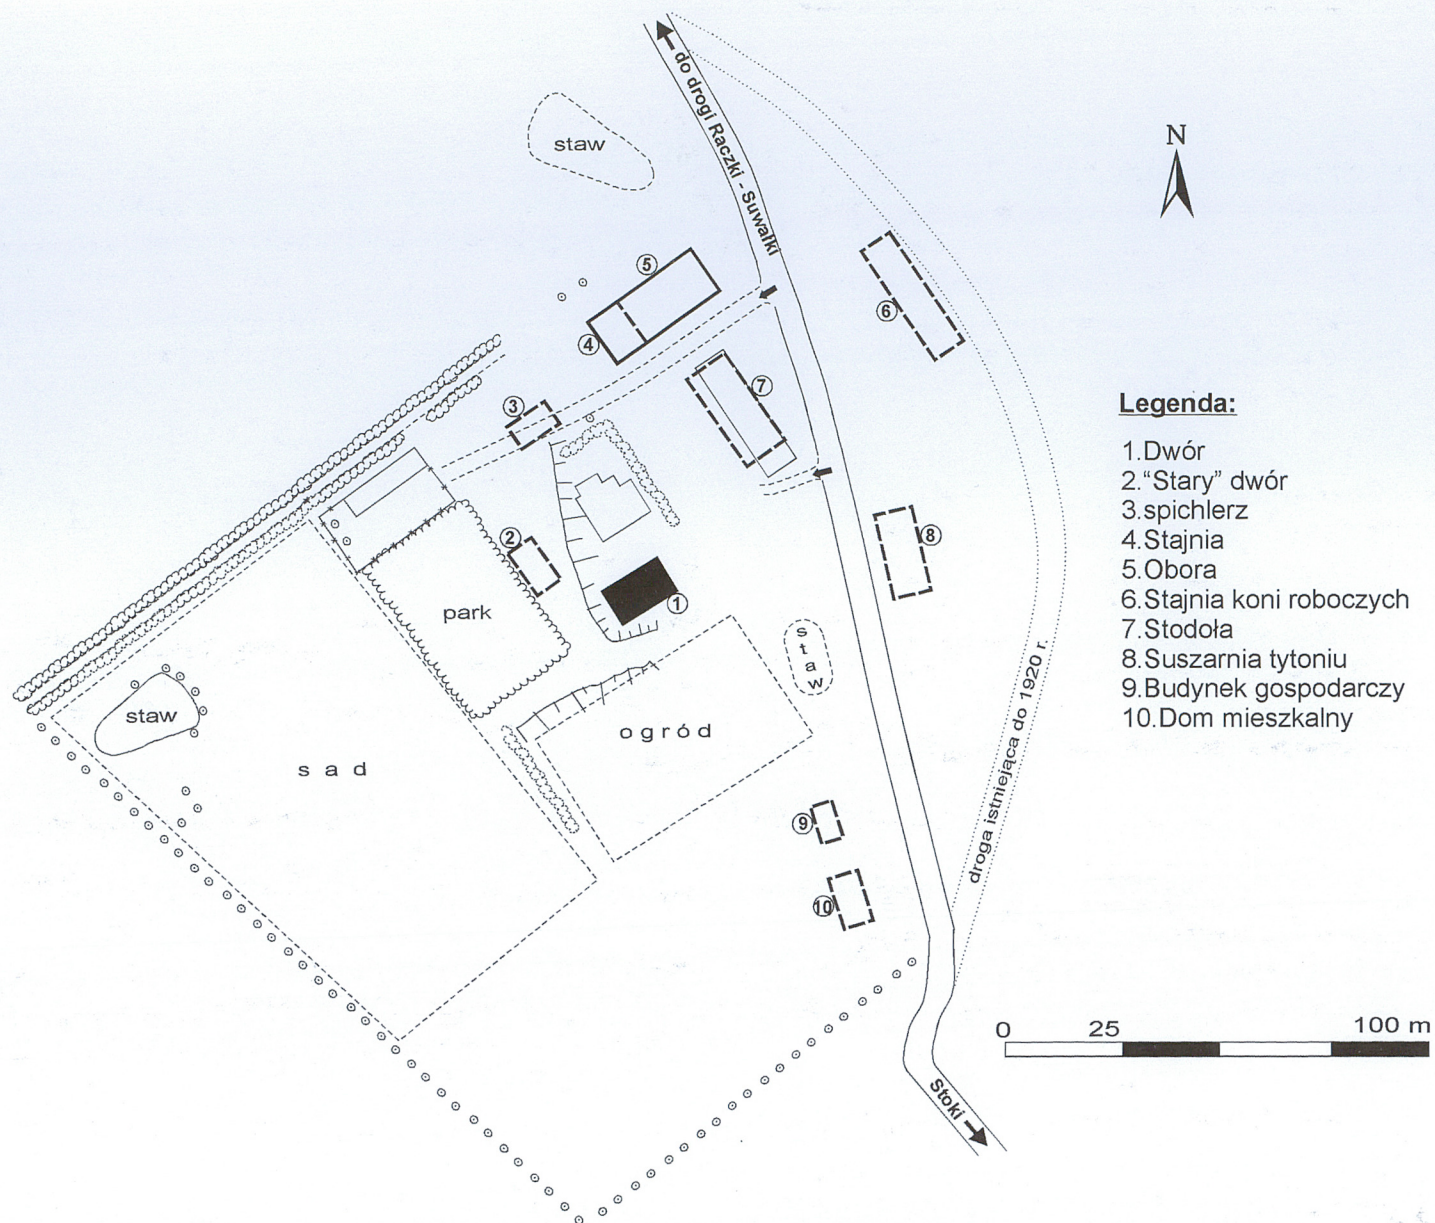 do drogi Raczki - Suwałki
staw
N
5
4
6
3
7
2
8
1
park
staw
staw
ogród
sad
9
10
droga istniejąca do 1920 r.
Stoki
Legenda:
1.Dwór
2.“Stary” dwór
3.spichlerz
4.Stajnia
5.Obora
6.Stajnia koni roboczych
7.Stodoła
8.Suszarnia tytoniu
9.Budynek gospodarczy
10.Dom mieszkalny
0 25 100 m